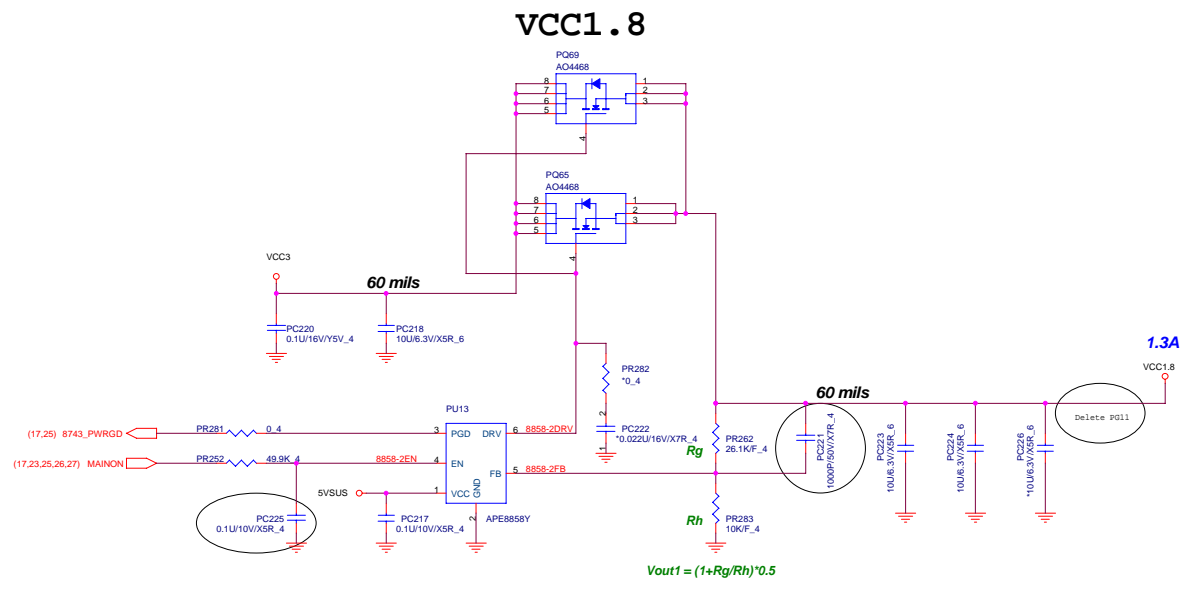 VCC1.8
PQ69
AO4468
8
7
6
5
1
2
3
4
PQ65
AO4468
8
7
6
5
1
2
3
4
VCC3
60 mils
PC220
0.1U/16V/Y5V_4
PC218
10U/6.3V/X5R_6
PR282
*0_4
2
PC222
*0.022U/16V/X7R_4
1
1.3A
VCC1.8
60 mils
Delete PG11
PU13
(17,25) 8743_PWRGD
PR281
0_4
3
PGD
DRV
6
8858-2DRV
(17,23,25,26,27) MAINON
PR252
49.9K_4
8858-2EN
4
EN
FB
5
8858-2FB
5VSUS
1
VCC
GND
2
APE8858Y
PC225
0.1U/10V/X5R_4
PC217
0.1U/10V/X5R_4
Rg
PR262
26.1K/F_4
PC221
1000P/50V/X7R_4
PC223
10U/6.3V/X5R_6
PC224
10U/6.3V/X5R_6
PC226
*10U/6.3V/X5R_6
Rh
PR283
10K/F_4
Vout1 = (1+Rg/Rh)*0.5